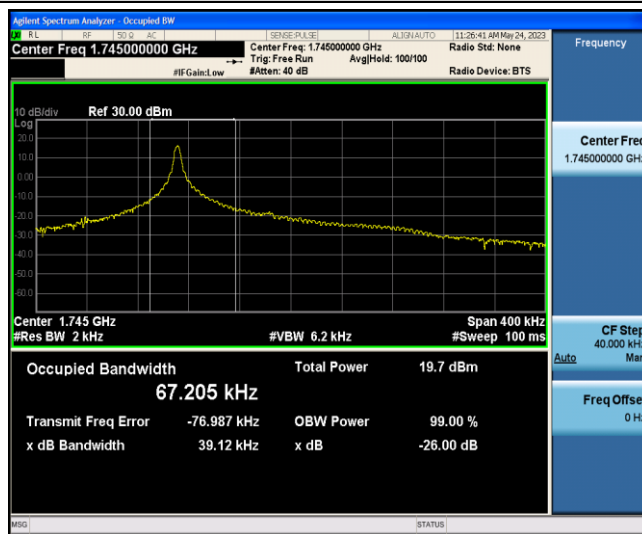 Agilent Spectrum Analyzer - Occupied BW
RL RF 50 Ω AC SENSE:PULSE ALIGN AUTO 11:26:41 AM May 24, 2023
Center Freq 1.745000000 GHz Center Freq: 1.745000000 GHz Radio Std: None
Trig: Free Run Avg|Hold: 100/100
#IFGain:Low #Atten: 40 dB Radio Device: BTS
Frequency
10 dB/div Ref 30.00 dBm
Log
20.0
10.0
0.00
-10.0
-20.0
-30.0
-40.0
-50.0
-60.0
Center 1.745 GHz Span 400 kHz
#Res BW 2 kHz #VBW 6.2 kHz #Sweep 100 ms
Center Freq
1.745000000 GHz
CF Step
40.000 kHz
Auto Man
Freq Offse
0 Hz
Occupied Bandwidth Total Power 19.7 dBm
67.205 kHz
Transmit Freq Error -76.987 kHz OBW Power 99.00 %
x dB Bandwidth 39.12 kHz x dB -26.00 dB
MSG STATUS